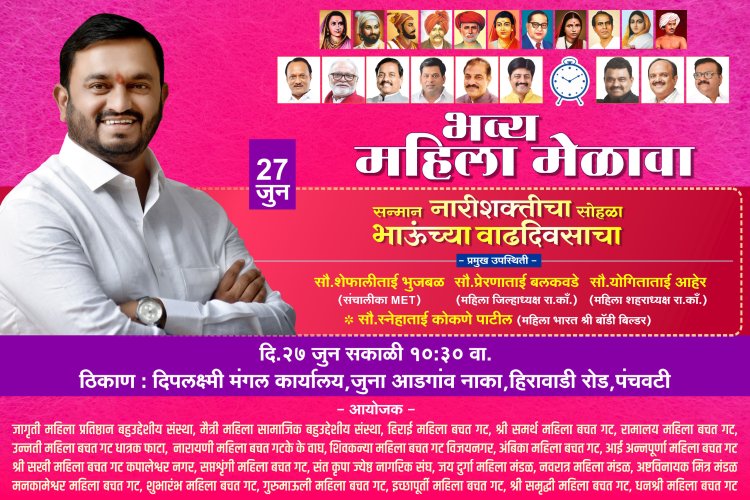 भव्य
महिला मेळावा
27
जुन
सन्मान नारीशक्तीचा सोहळा
भाऊंच्या वाढदिवसाचा
- प्रमुख उपस्थिती -
सौ.शेफालीताई भुजबळ सौ.प्रेरणाताई बलकवडे सौ.योगिताताई आहेर
(संचालीका MET) (महिला जिल्हाध्यक्ष रा.काँ.) (महिला शहराध्यक्ष रा.काँ.)
* सौ.स्नेहाताई कोकणे पाटील (महिला भारत श्री बॉडी बिल्डर)
दि.२७ जुन सकाळी १०:३० वा.
ठिकाण : दिपलक्ष्मी मंगल कार्यालय,जुना आडगांव नाका,हिरावाडी रोड,पंचवटी
- आयोजक -
जागृती महिला प्रतिष्ठान बहुउद्देशीय संस्था, मैत्री महिला सामाजिक बहुउद्देशीय संस्था, हिराई महिला बचत गट, श्री समर्थ महिला बचत गट, रामालय महिला बचत गट,
उन्नती महिला बचत गट धात्रक फाटा, नारायणी महिला बचत गटके के वाघ, शिवकन्या महिला बचत गट विजयनगर, अंबिका महिला बचत गट, आई अन्नपूर्णा महिला बचत गट
श्री सखी महिला बचत गट कपालेश्वर नगर, सप्तश्रृंगी महिला बचत गट, संत कृपा ज्येष्ठ नागरिक संघ, जय दुर्गा महिला मंडळ, नवरात्र महिला मंडळ, अष्टविनायक मित्र मंडळ
मनकामेश्वर महिला बचत गट, शुभारंभ महिला बचत गट, गुरुमाऊली महिला बचत गट, इच्छापूर्ती महिला बचत गट, श्री समृद्धी महिला बचत गट, धनश्री महिला बचत गट